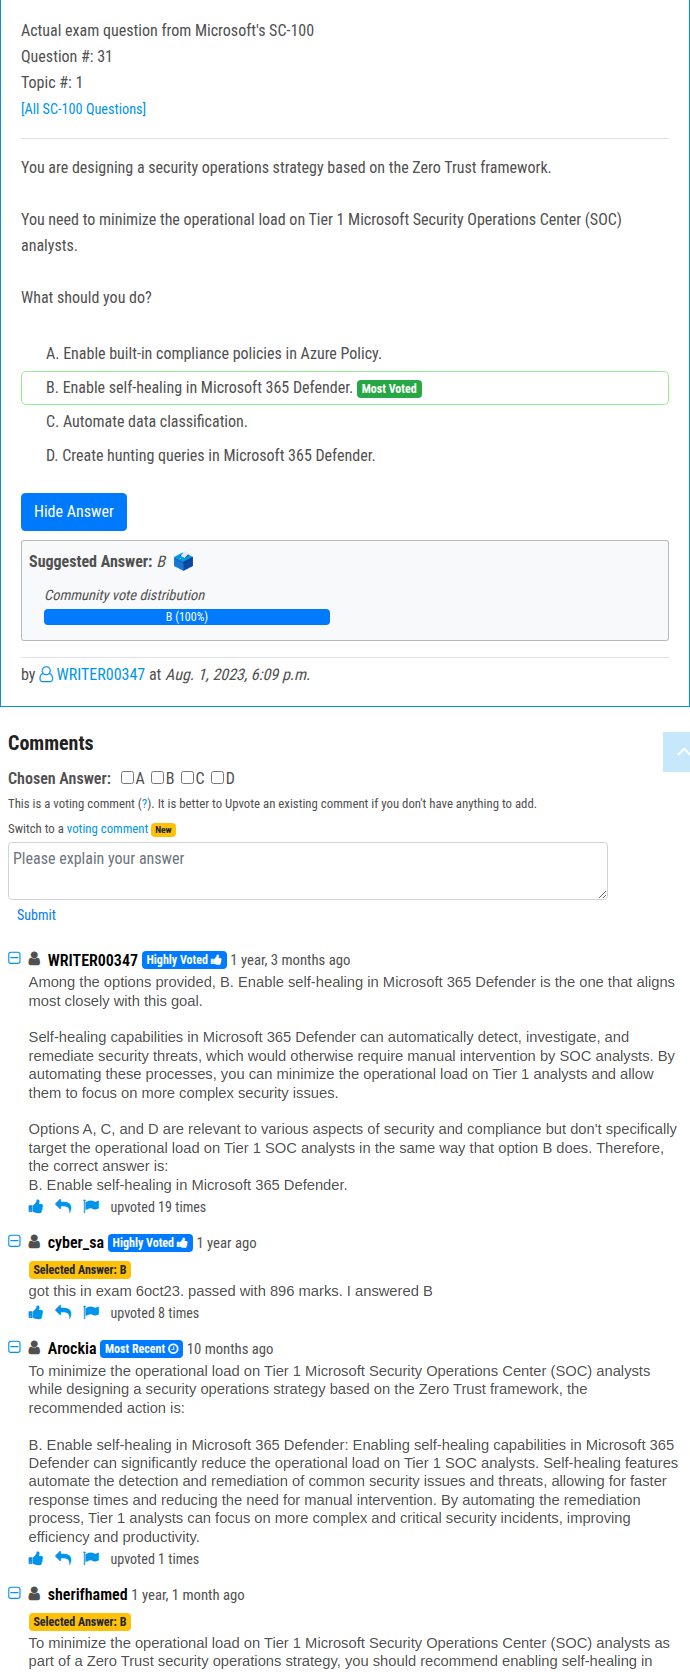 Actual exam question from Microsoft's SC-100
Question #: 31
Topic #: 1
[All SC-100 Questions]
You are designing a security operations strategy based on the Zero Trust framework.
You need to minimize the operational load on Tier 1 Microsoft Security Operations Center (SOC)
analysts.
What should you do?
A. Enable built-in compliance policies in Azure Policy.
B. Enable self-healing in Microsoft 365 Defender. Most Voted
C. Automate data classification.
D. Create hunting queries in Microsoft 365 Defender.
Hide Answer
Suggested Answer: B
Community vote distribution
B (100%)
by WRITER00347 at Aug. 1, 2023, 6:09 p.m.
Comments
Chosen Answer: A B C D
This is a voting comment (?). It is better to Upvote an existing comment if you don't have anything to add.
Switch to a voting comment New
Please explain your answer
Submit
WRITER00347 Highly Voted 1 year, 3 months ago
Among the options provided, B. Enable self-healing in Microsoft 365 Defender is the one that aligns
most closely with this goal.
Self-healing capabilities in Microsoft 365 Defender can automatically detect, investigate, and
remediate security threats, which would otherwise require manual intervention by SOC analysts. By
automating these processes, you can minimize the operational load on Tier 1 analysts and allow
them to focus on more complex security issues.
Options A, C, and D are relevant to various aspects of security and compliance but don't specifically
target the operational load on Tier 1 SOC analysts in the same way that option B does. Therefore,
the correct answer is:
B. Enable self-healing in Microsoft 365 Defender.
upvoted 19 times
cyber_sa Highly Voted 1 year ago
Selected Answer: B
got this in exam 6oct23. passed with 896 marks. I answered B
upvoted 8 times
Arockia Most Recent 10 months ago
To minimize the operational load on Tier 1 Microsoft Security Operations Center (SOC) analysts
while designing a security operations strategy based on the Zero Trust framework, the
recommended action is:
B. Enable self-healing in Microsoft 365 Defender: Enabling self-healing capabilities in Microsoft 365
Defender can significantly reduce the operational load on Tier 1 SOC analysts. Self-healing features
automate the detection and remediation of common security issues and threats, allowing for faster
response times and reducing the need for manual intervention. By automating the remediation
process, Tier 1 analysts can focus on more complex and critical security incidents, improving
efficiency and productivity.
upvoted 1 times
sherifhamed 1 year, 1 month ago
Selected Answer: B
To minimize the operational load on Tier 1 Microsoft Security Operations Center (SOC) analysts as
part of a Zero Trust security operations strategy, you should recommend enabling self-healing in